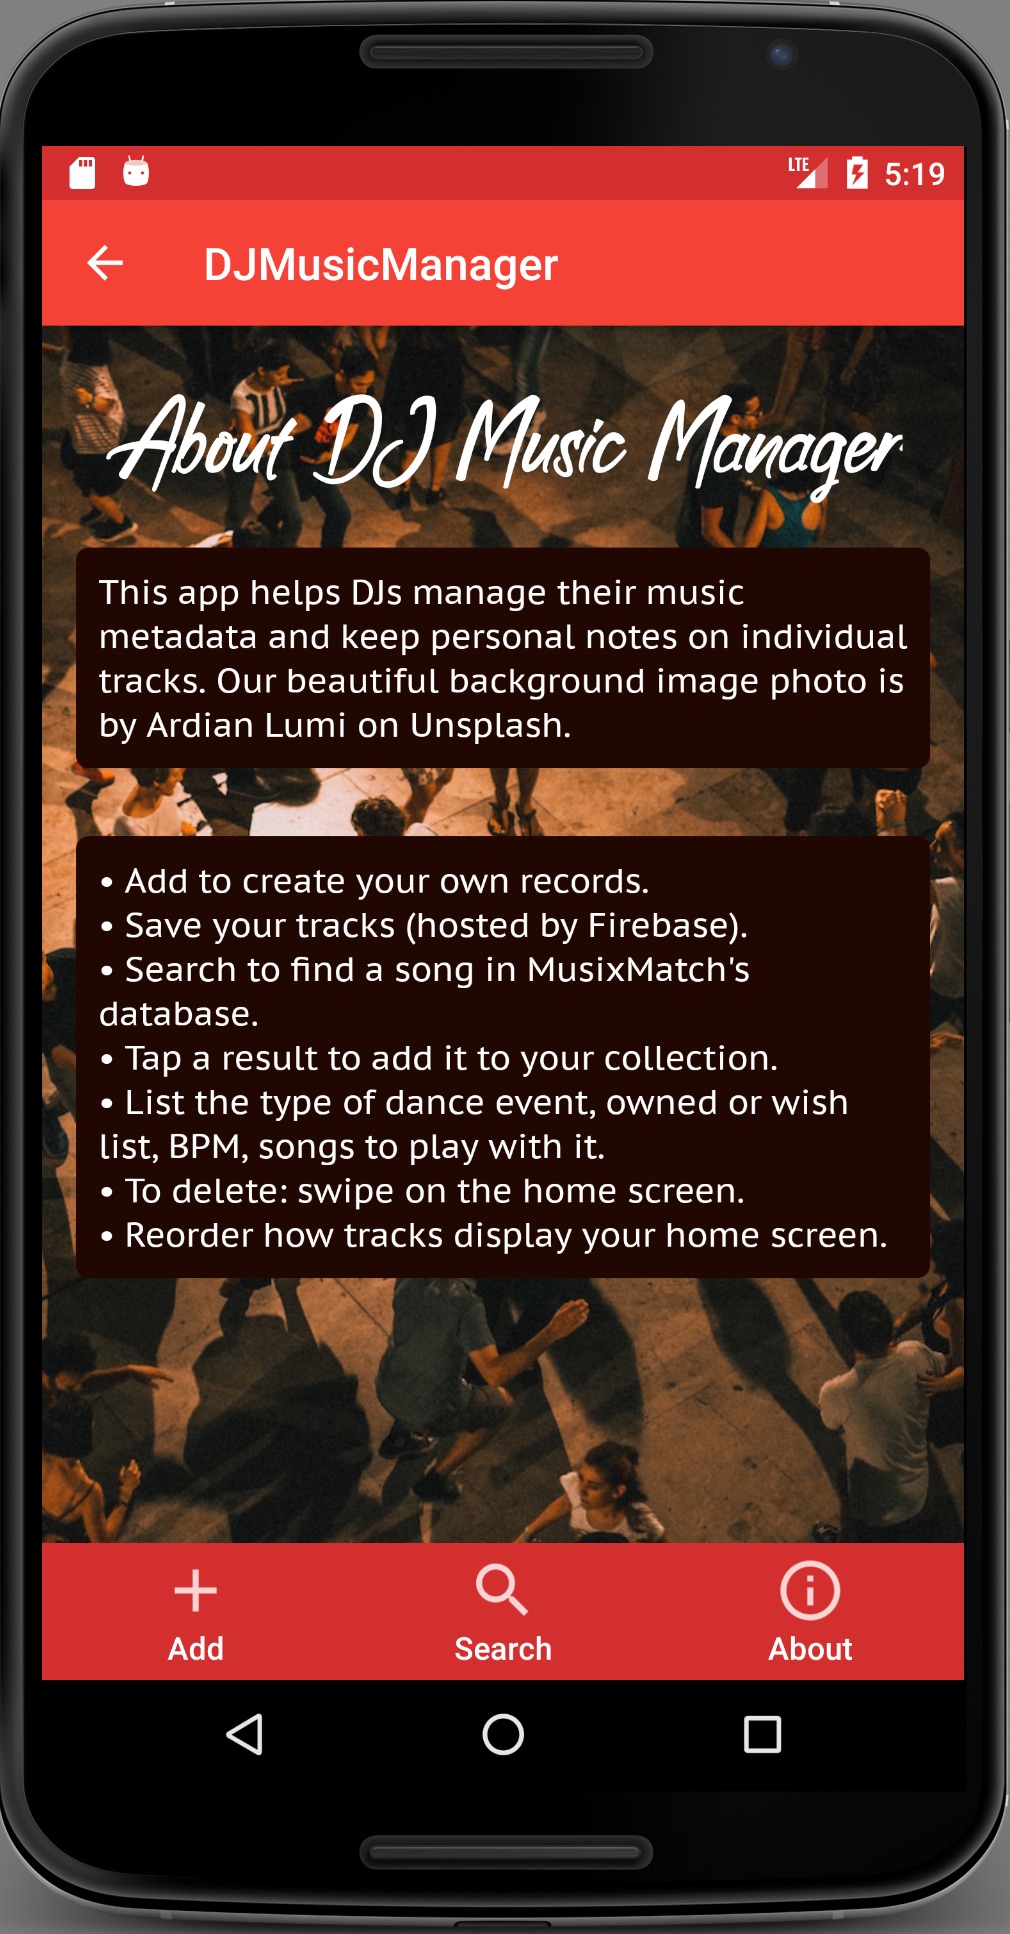 LTE 5:19
DJMusicManager
About DJ Music Manager
This app helps DJs manage their music
metadata and keep personal notes on individual
tracks. Our beautiful background image photo is
by Ardian Lumi on Unsplash.
• Add to create your own records.
• Save your tracks (hosted by Firebase).
• Search to find a song in MusixMatch's
database.
• Tap a result to add it to your collection.
• List the type of dance event, owned or wish
list, BPM, songs to play with it.
• To delete: swipe on the home screen.
• Reorder how tracks display your home screen.
Add Search About